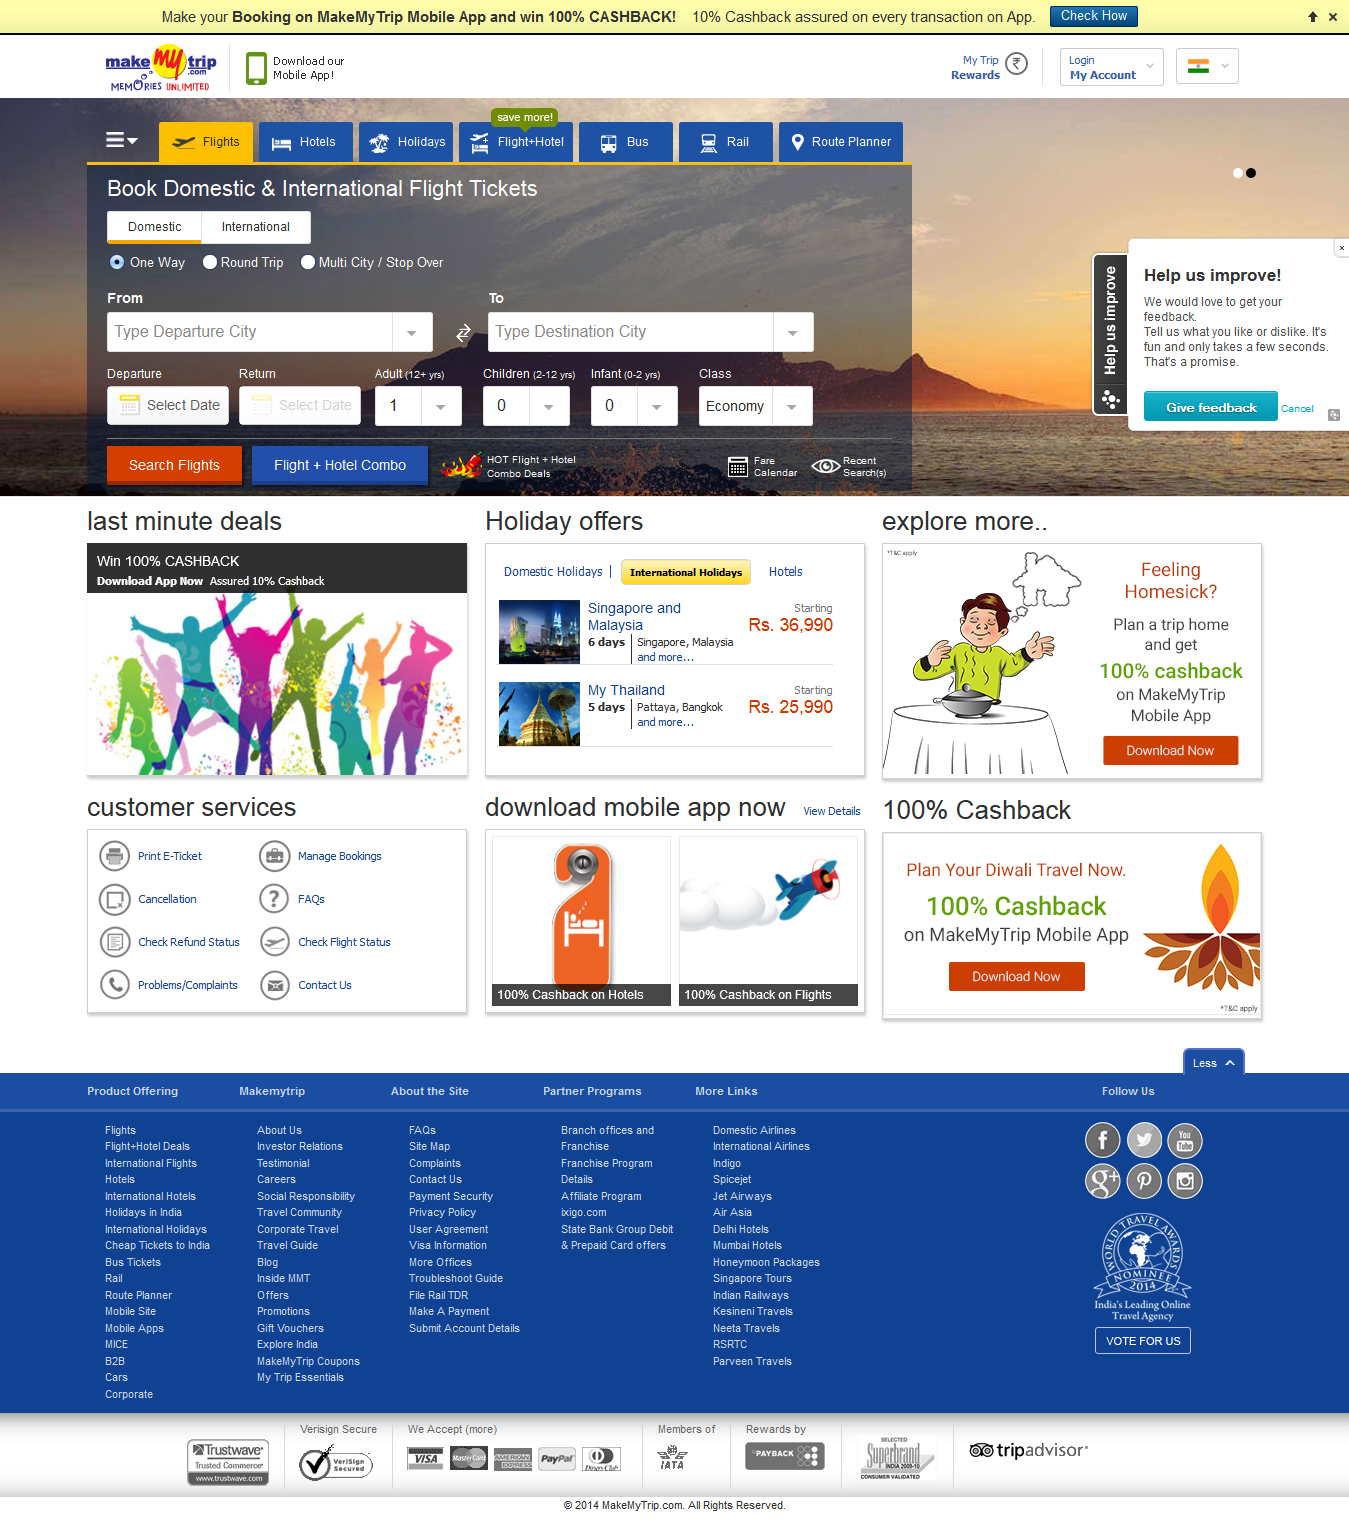 Make your Booking on MakeMyTrip Mobile App and win 100% CASHBACK! 10% Cashback assured on every transaction on App. Check How
make my trip .com
MEMORIES UNLIMITED
Download our
Mobile App!
My Trip
Rewards
Login
My Account
save more!
Flights Hotels Holidays Flight+Hotel Bus Rail Route Planner
Book Domestic & International Flight Tickets
Domestic International
One Way Round Trip Multi City / Stop Over
From To
Type Departure City Type Destination City
Departure Return Adult (12+ yrs) Children (2-12 yrs) Infant (0-2 yrs) Class
Select Date Select Date 1 0 0 Economy
Search Flights Flight + Hotel Combo
HOT Flight + Hotel
Combo Deals
Fare
Calendar
Recent
Search(s)
Help us improve
Help us improve!
We would love to get your
feedback.
Tell us what you like or dislike. It's
fun and only takes a few seconds.
That's a promise.
Give feedback Cancel
last minute deals
Win 100% CASHBACK
Download App Now Assured 10% Cashback
Holiday offers
Domestic Holidays | International Holidays Hotels
Singapore and
Malaysia
6 days Singapore, Malaysia
and more...
Starting
Rs. 36,990
My Thailand
5 days Pattaya, Bangkok
and more...
Starting
Rs. 25,990
explore more..
*T&C apply
Feeling
Homesick?
Plan a trip home
and get
100% cashback
on MakeMyTrip
Mobile App
Download Now
customer services
Print E-Ticket Manage Bookings
Cancellation FAQs
Check Refund Status Check Flight Status
Problems/Complaints Contact Us
download mobile app now View Details
100% Cashback on Hotels 100% Cashback on Flights
100% Cashback
Plan Your Diwali Travel Now.
100% Cashback
on MakeMyTrip Mobile App
Download Now
*T&C apply
Less
Product Offering
Flights
Flight+Hotel Deals
International Flights
Hotels
International Hotels
Holidays in India
International Holidays
Cheap Tickets to India
Bus Tickets
Rail
Route Planner
Mobile Site
Mobile Apps
MICE
B2B
Cars
Corporate
Makemytrip
About Us
Investor Relations
Testimonial
Careers
Social Responsibility
Travel Community
Corporate Travel
Travel Guide
Blog
Inside MMT
Offers
Promotions
Gift Vouchers
Explore India
MakeMyTrip Coupons
My Trip Essentials
About the Site
FAQs
Site Map
Complaints
Contact Us
Payment Security
Privacy Policy
User Agreement
Visa Information
More Offices
Troubleshoot Guide
File Rail TDR
Make A Payment
Submit Account Details
Partner Programs
Branch offices and
Franchise
Franchise Program
Details
Affiliate Program
ixigo.com
State Bank Group Debit
& Prepaid Card offers
More Links
Domestic Airlines
International Airlines
Indigo
Spicejet
Jet Airways
Air Asia
Delhi Hotels
Mumbai Hotels
Honeymoon Packages
Singapore Tours
Indian Railways
Kesineni Travels
Neeta Travels
RSRTC
Parveen Travels
Follow Us
f You Tube
g+
WORLD TRAVEL AWARDS
NOMINEE
2014
India's Leading Online
Travel Agency
VOTE FOR US
Trustwave
Trusted Commerce
www.trustwave.com
Verisign Secure
VeriSign
Secured
We Accept (more)
VISA MasterCard AMERICAN EXPRESS PayPal Diners Club
Members of
IATA
Rewards by
PAYBACK
SELECTED
Superbrand
INDIA 2009-10
CONSUMER VALIDATED
tripadvisor
© 2014 MakeMyTrip.com. All Rights Reserved.